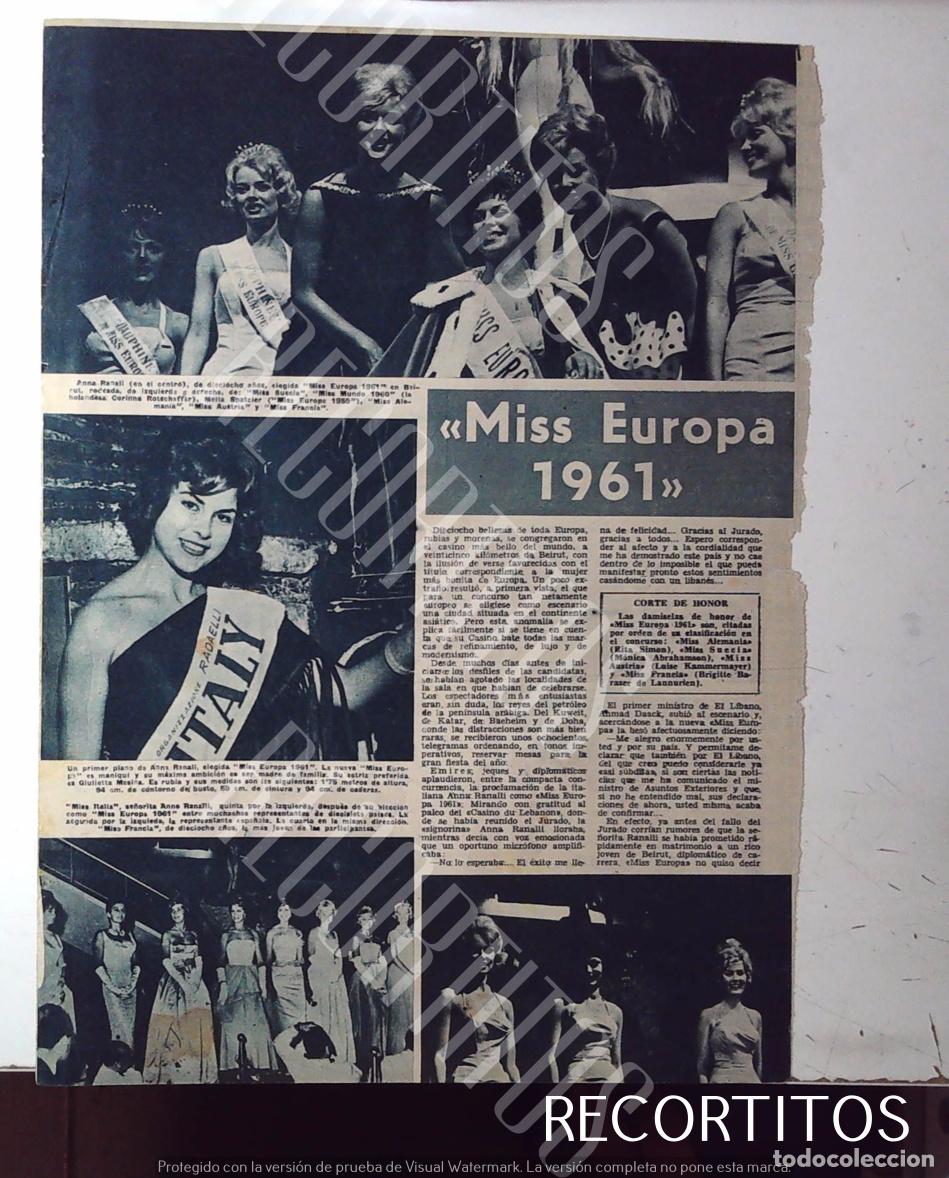 DAUPHINE
MISS EURO
MISS EUROPE
MISS EURO
Anna Ranalli (en el centro), de dieciocho años, elegida "Miss Europa 1961" en Bei-
rut, rodeada, de izquierda a derecha, de: "Miss Suecia", "Miss Mundo 1960" (la
holandesa Corinna Rotschaffer), "Miss Europa 1960"), "Miss Ale-
mania", "Miss Austria" y "Miss Francia".
«Miss Europa
1961»
ORGANIZZAZIONE RADAELLI
ITALY
Un primer plano de Anna Ranalli, elegida "Miss Europa 1961". La nueva "Miss Euro-
pa" es maniquí y su máxima ambición es ser madre de familia. Su estriz preferida
es Giulietta Masina. Es rubia y sus medidas son las siguientes: 1'75 metros de altura,
94 cm. de contorno de busto, 59 cm. de cintura y 94 cm. de caderas.
"Miss Italia", señorita Anna Ranalli, quinta por la izquierda, después de su elección
como "Miss Europa 1961" entre muchachas representantes de diecisiete países. La
segunda por la izquierda, la representante española. La cuarta en la misma dirección.
"Miss Francia", de dieciocho años, la más joven de las participantes.
Dieciocho bellezas de toda Europa,
rubias y morenas, se congregaron en
el casino más bello del mundo, a
veinticinco kilómetros de Beirut, con
la ilusión de verse favorecidas con el
título correspondiente a la mujer
más bonita de Europa. Un poco ex-
traño resultó, a primera vista, el que
para un concurso tan netamente
europeo se eligiese como escenario
una ciudad situada en el continente
asiático. Pero esta anomalía se ex-
plica fácilmente si se tiene en cuen-
ta que su Casino bate todas las mar-
cas de refinamiento, de lujo y de
modernismo.
Desde muchos días antes de ini-
ciarse los desfiles de las candidatas,
se habían agotado las localidades de
la sala en que habían de celebrarse.
Los espectadores más entusiastas
eran, sin duda, los reyes del petróleo
de la península arábiga. Del Kuweit,
de Katar, de Baeheim y de Doha,
donde las distracciones son más bien
raras, se recibieron unos ochocientos
telegramas ordenando, en tonos im-
perativos, reservar mesas para la
gran fiesta del año.
Emires, jeques y diplomáticos
aplaudieron, entre la compacta con-
currencia, la proclamación de la ita-
liana Anna Ranalli como «Miss Euro-
pa 1961». Mirando con gratitud al
palco del «Casino du Lebanon», don-
de se había reunido el Jurado, la
«signorina» Anna Ranalli lloraba,
mientras decía con voz emocionada
que un oportuno micrófono amplifi-
caba:
—No lo esperaba... El éxito me lle-
na de felicidad... Gracias al Jurado,
gracias a todos... Espero correspon-
der al afecto y a la cordialidad que
me ha demostrado este país y no cae
dentro de lo imposible el que pueda
manifestar pronto estos sentimientos
casándome con un libanés...
CORTE DE HONOR
Las damiselas de honor de
«Miss Europa 1961» son, citadas
por orden de su clasificación en
el concurso: «Miss Alemania»
(Rita Simon), «Miss Suecia»
(Mónica Abrahamson), «Miss
Austria» (Luise Kammermayer)
y «Miss Francia» (Brigitte Ba-
razer de Lannurien).
El primer ministro de El Líbano,
Ahmad Daack, subió al escenario y,
acercándose a la nueva «Miss Euro-
pa» la besó afectuosamente diciendo:
—Me alegro enormemente por us-
ted y por su país. Y permítame de-
clarar que también por El Líbano,
del que creo puedo considerarle ya
casi súbdita, si son ciertas las noti-
cias que me ha comunicado el minis-
tro de Asuntos Exteriores y que,
si no he entendido mal, sus declara-
ciones de ahora, usted misma acaba
de confirmar...
En efecto, ya antes del fallo del
Jurado corrían rumores de que la se-
ñorita Ranalli se había prometido rá-
pidamente en matrimonio a un rico
joven de Beirut, diplomático de ca-
rrera. «Miss Europa» no quiso decir
RECORTITOS
todocoleccion
Protegido con la versión de prueba de Visual Watermark. La versión completa no pone esta marca.